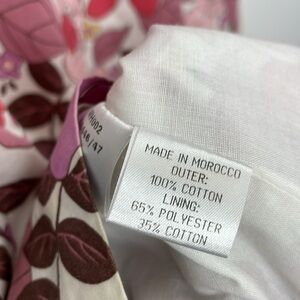 MADE IN MOROCCO
OUTER:
100% COTTON
LINING:
65% POLYESTER
35% COTTON